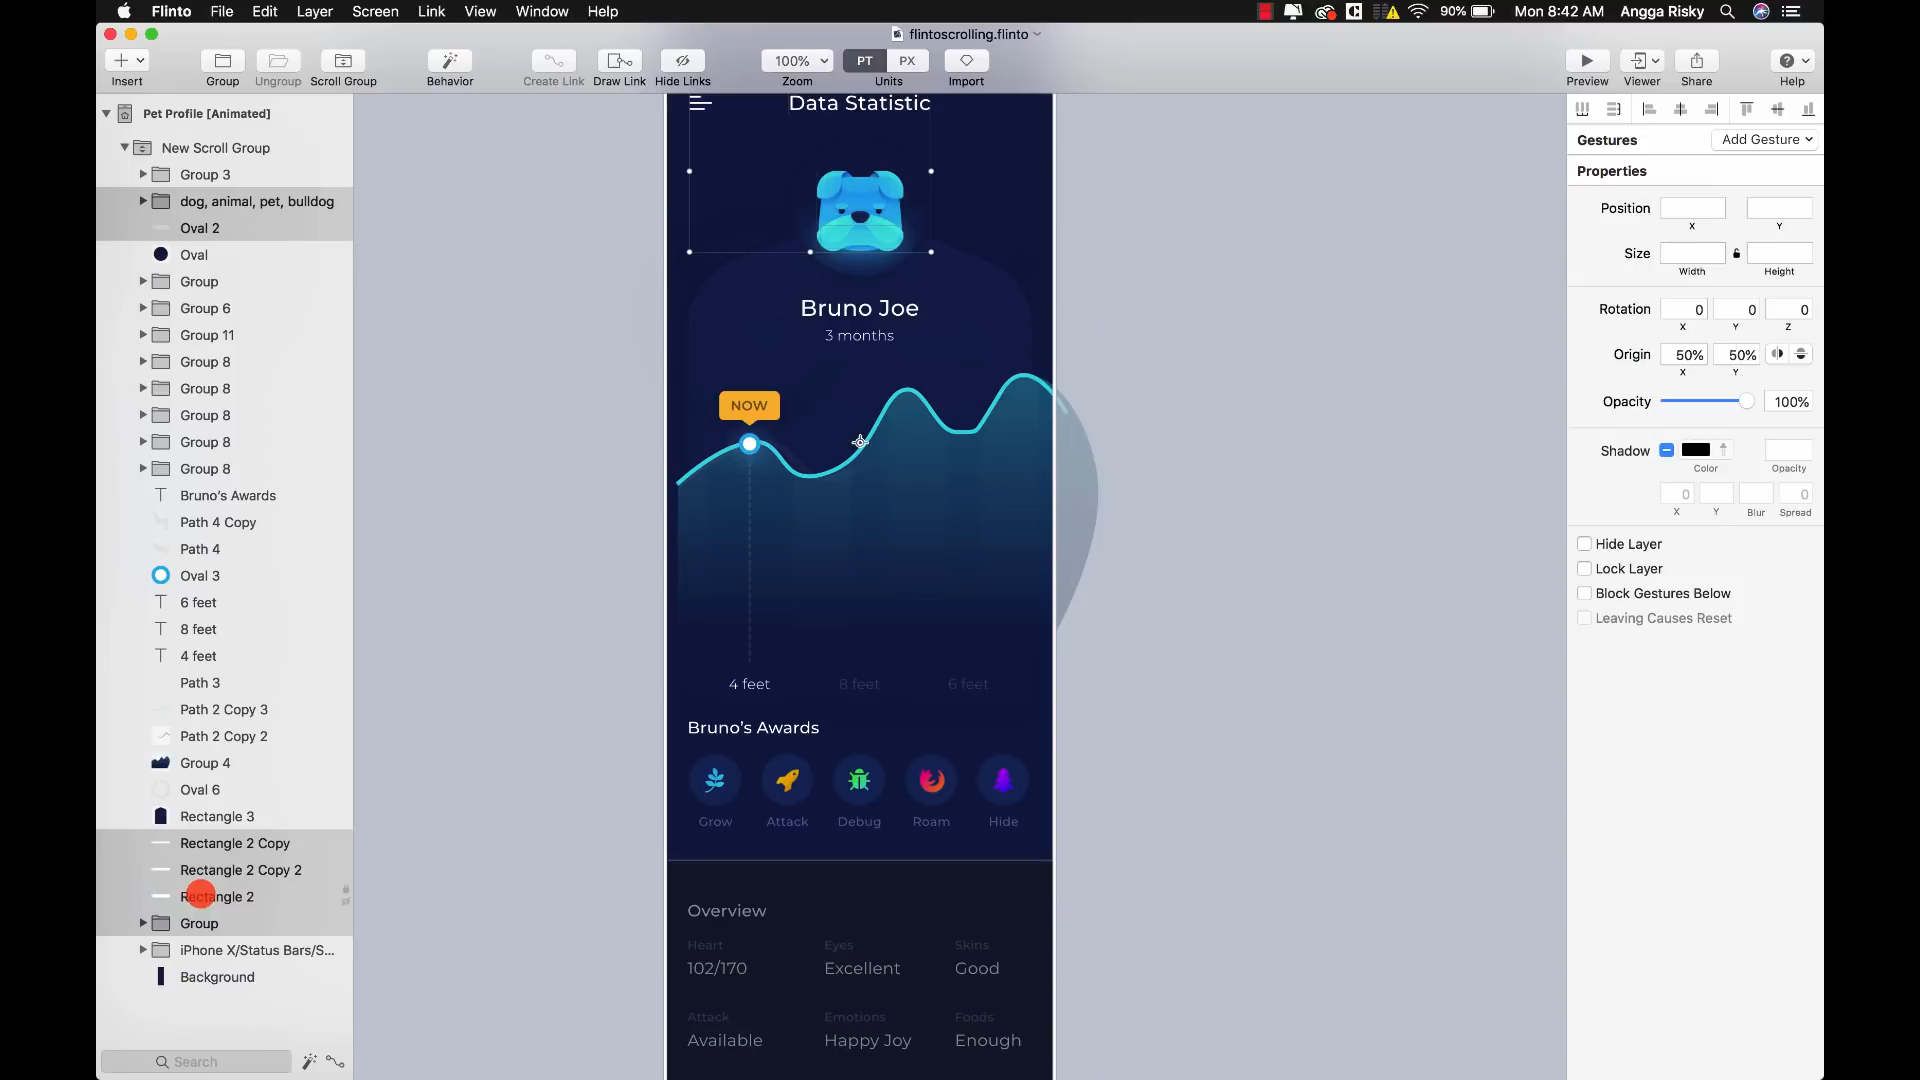 Flinto File Edit Layer Screen Link View Window Help 90% Mon 8:42 AM Angga Risky
flintoscrolling.flinto
100% PT PX
Insert Group Ungroup Scroll Group Behavior Create Link Draw Link Hide Links Zoom Units Import Preview Viewer Share Help
Pet Profile [Animated]
New Scroll Group
Group 3
dog, animal, pet, bulldog
Oval 2
Oval
Group
Group 6
Group 11
Group 8
Group 8
Group 8
Group 8
Group 8
Bruno’s Awards
Path 4 Copy
Path 4
Oval 3
6 feet
8 feet
4 feet
Path 3
Path 2 Copy 3
Path 2 Copy 2
Group 4
Oval 6
Rectangle 3
Rectangle 2 Copy
Rectangle 2 Copy 2
Rectangle 2
Group
iPhone X/Status Bars/S...
Background
Search
Data Statistic
Bruno Joe
3 months
NOW
4 feet 8 feet 6 feet
Bruno’s Awards
Grow Attack Debug Roam Hide
Overview
Heart Eyes Skins
102/170 Excellent Good
Attack Emotions Foods
Available Happy Joy Enough
Gestures Add Gesture
Properties
Position
X Y
Size
Width Height
Rotation 0 0 0
X Y Z
Origin 50% 50%
X Y
Opacity 100%
Shadow
Color Opacity
0 0
X Y Blur Spread
Hide Layer
Lock Layer
Block Gestures Below
Leaving Causes Reset